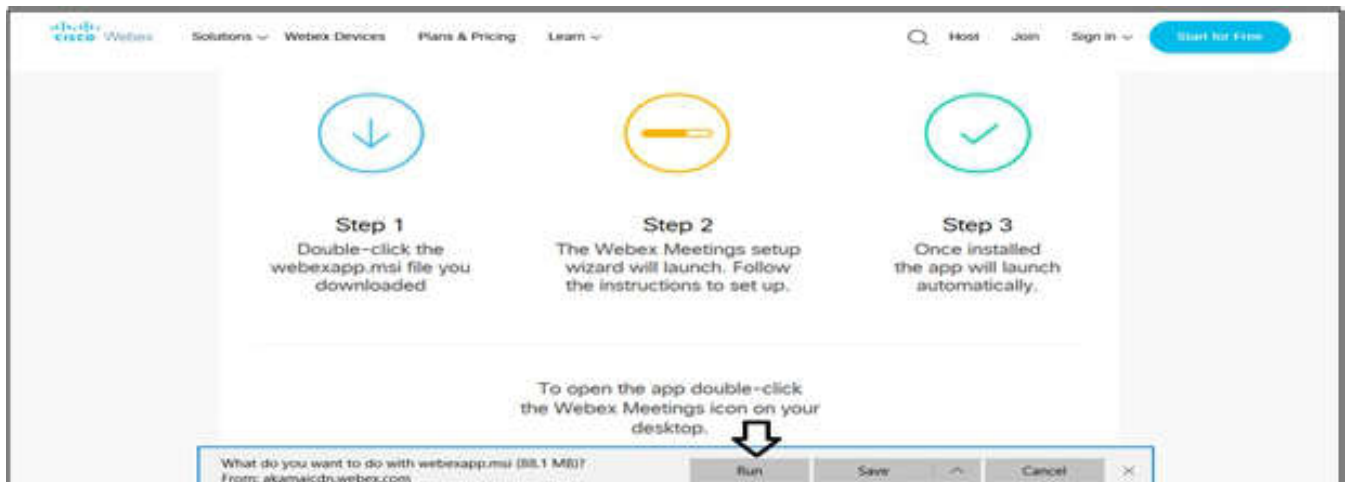 CISCO Webex Solutions Webex Devices Plans & Pricing Learn Host Join Sign in Start for Free
Step 1
Double-click the
webexapp.msi file you
downloaded
Step 2
The Webex Meetings setup
wizard will launch. Follow
the instructions to set up.
Step 3
Once installed
the app will launch
automatically.
To open the app double-click
the Webex Meetings icon on your
desktop.
What do you want to do with webexapp.msi (88.1 MB)?
From: akamaicdn.webex.com
Run Save Cancel